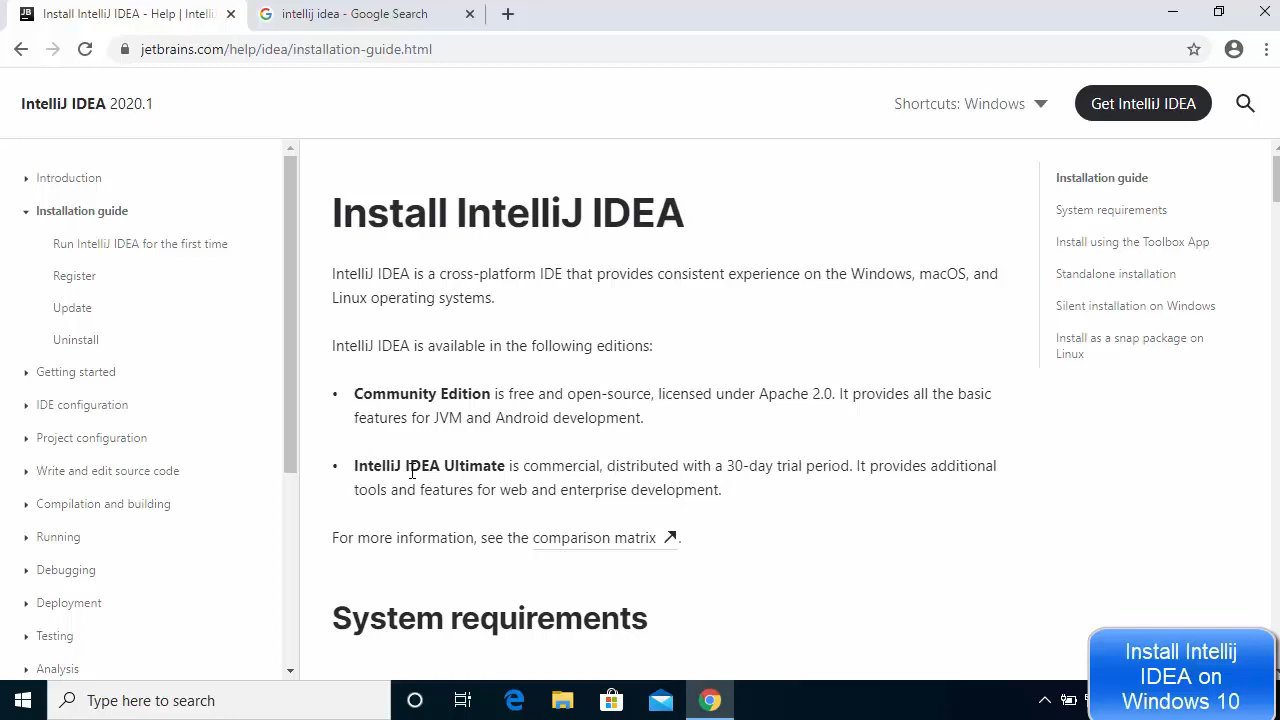 Install IntelliJ IDEA - Help | Intelli
intellij idea - Google Search
jetbrains.com/help/idea/installation-guide.html
IntelliJ IDEA 2020.1
Shortcuts: Windows
Get IntelliJ IDEA
Introduction
Installation guide
Run IntelliJ IDEA for the first time
Register
Update
Uninstall
Getting started
IDE configuration
Project configuration
Write and edit source code
Compilation and building
Running
Debugging
Deployment
Testing
Analysis
Install IntelliJ IDEA
IntelliJ IDEA is a cross-platform IDE that provides consistent experience on the Windows, macOS, and
Linux operating systems.
IntelliJ IDEA is available in the following editions:
• Community Edition is free and open-source, licensed under Apache 2.0. It provides all the basic
features for JVM and Android development.
• IntelliJ IDEA Ultimate is commercial, distributed with a 30-day trial period. It provides additional
tools and features for web and enterprise development.
For more information, see the comparison matrix.
System requirements
Installation guide
System requirements
Install using the Toolbox App
Standalone installation
Silent installation on Windows
Install as a snap package on
Linux
Type here to search
Install Intellij
IDEA on
Windows 10